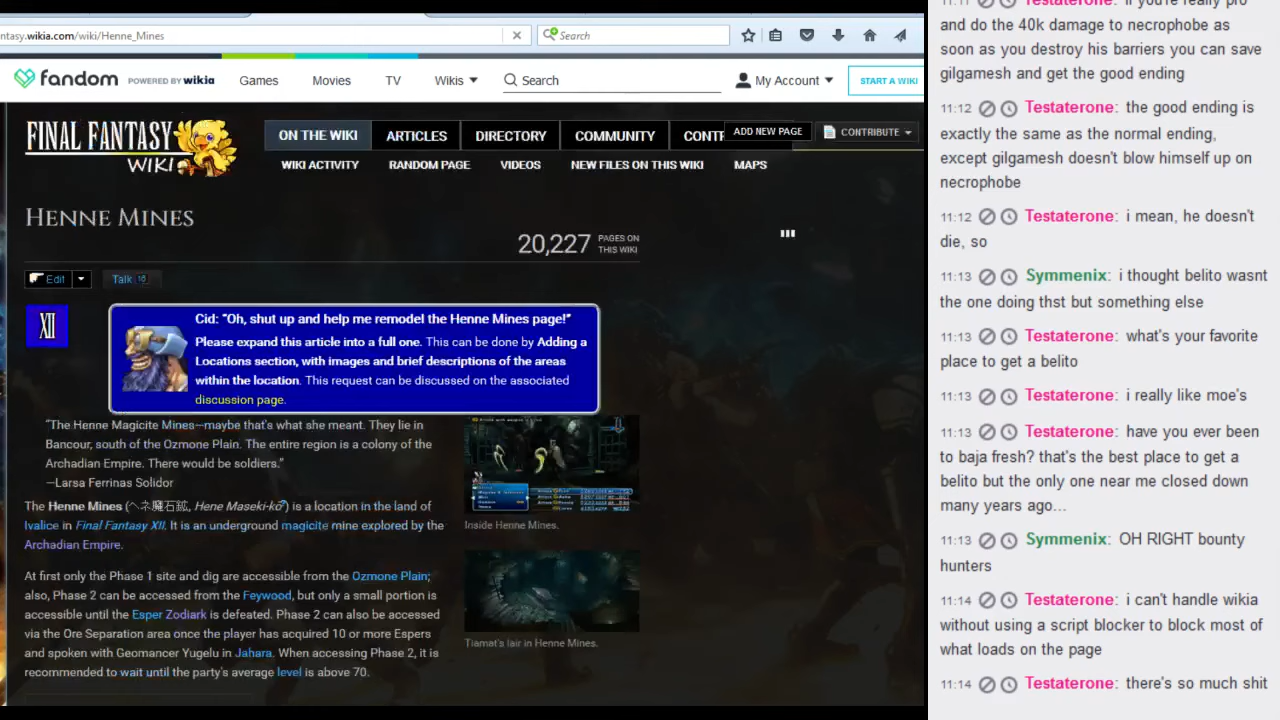 ntasy.wikia.com/wiki/Henne_Mines
Search
fandom POWERED BY wikia
Games
Movies
TV
Wikis
Search
My Account
START A WIKI
FINAL FANTASY WIKI
ON THE WIKI
ARTICLES
DIRECTORY
COMMUNITY
CONTR
ADD NEW PAGE
CONTRIBUTE
WIKI ACTIVITY
RANDOM PAGE
VIDEOS
NEW FILES ON THIS WIKI
MAPS
HENNE MINES
20,227 PAGES ON
THIS WIKI
Edit
Talk 18
XII
Cid: "Oh, shut up and help me remodel the Henne Mines page!"
Please expand this article into a full one. This can be done by Adding a
Locations section, with images and brief descriptions of the areas
within the location. This request can be discussed on the associated
discussion page.
"The Henne Magicite Mines—maybe that's what she meant. They lie in
Bancour, south of the Ozmone Plain. The entire region is a colony of the
Archadian Empire. There would be soldiers."
—Larsa Ferrinas Solidor
The Henne Mines (ヘネ魔石鉱, Hene Maseki-kō?) is a location in the land of
Ivalice in Final Fantasy XII. It is an underground magicite mine explored by the
Archadian Empire.
Inside Henne Mines.
At first only the Phase 1 site and dig are accessible from the Ozmone Plain;
also, Phase 2 can be accessed from the Feywood, but only a small portion is
accessible until the Esper Zodiark is defeated. Phase 2 can also be accessed
via the Ore Separation area once the player has acquired 10 or more Espers
and spoken with Geomancer Yugelu in Jahara. When accessing Phase 2, it is
recommended to wait until the party's average level is above 70.
Tiamat's lair in Henne Mines.
11:11 Testaterone: if you're really pro
and do the 40k damage to necrophobe as
soon as you destroy his barriers you can save
gilgamesh and get the good ending
11:12 Testaterone: the good ending is
exactly the same as the normal ending,
except gilgamesh doesn't blow himself up on
necrophobe
11:12 Testaterone: i mean, he doesn't
die, so
11:13 Symmenix: i thought belito wasnt
the one doing thst but something else
11:13 Testaterone: what's your favorite
place to get a belito
11:13 Testaterone: i really like moe's
11:13 Testaterone: have you ever been
to baja fresh? that's the best place to get a
belito but the only one near me closed down
many years ago...
11:13 Symmenix: OH RIGHT bounty
hunters
11:14 Testaterone: i can't handle wikia
without using a script blocker to block most of
what loads on the page
11:14 Testaterone: there's so much shit